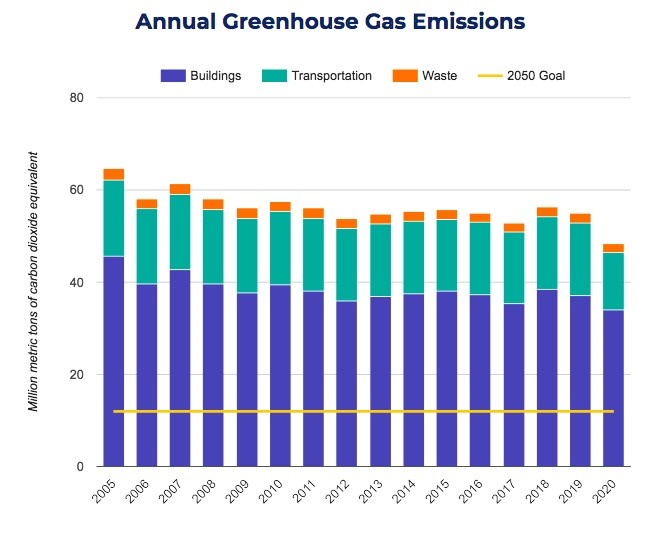 Annual Greenhouse Gas Emissions
Buildings Transportation Waste 2050 Goal
Million metric tons of carbon dioxide equivalent
80
60
40
20
0
2005 2006 2007 2008 2009 2010 2011 2012 2013 2014 2015 2016 2017 2018 2019 2020